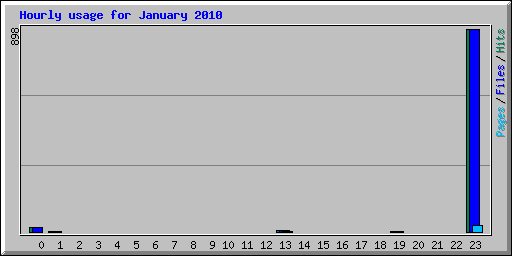 Hourly usage for January 2010
898
Pages/Files/Hits
0 1 2 3 4 5 6 7 8 9 10 11 12 13 14 15 16 17 18 19 20 21 22 23